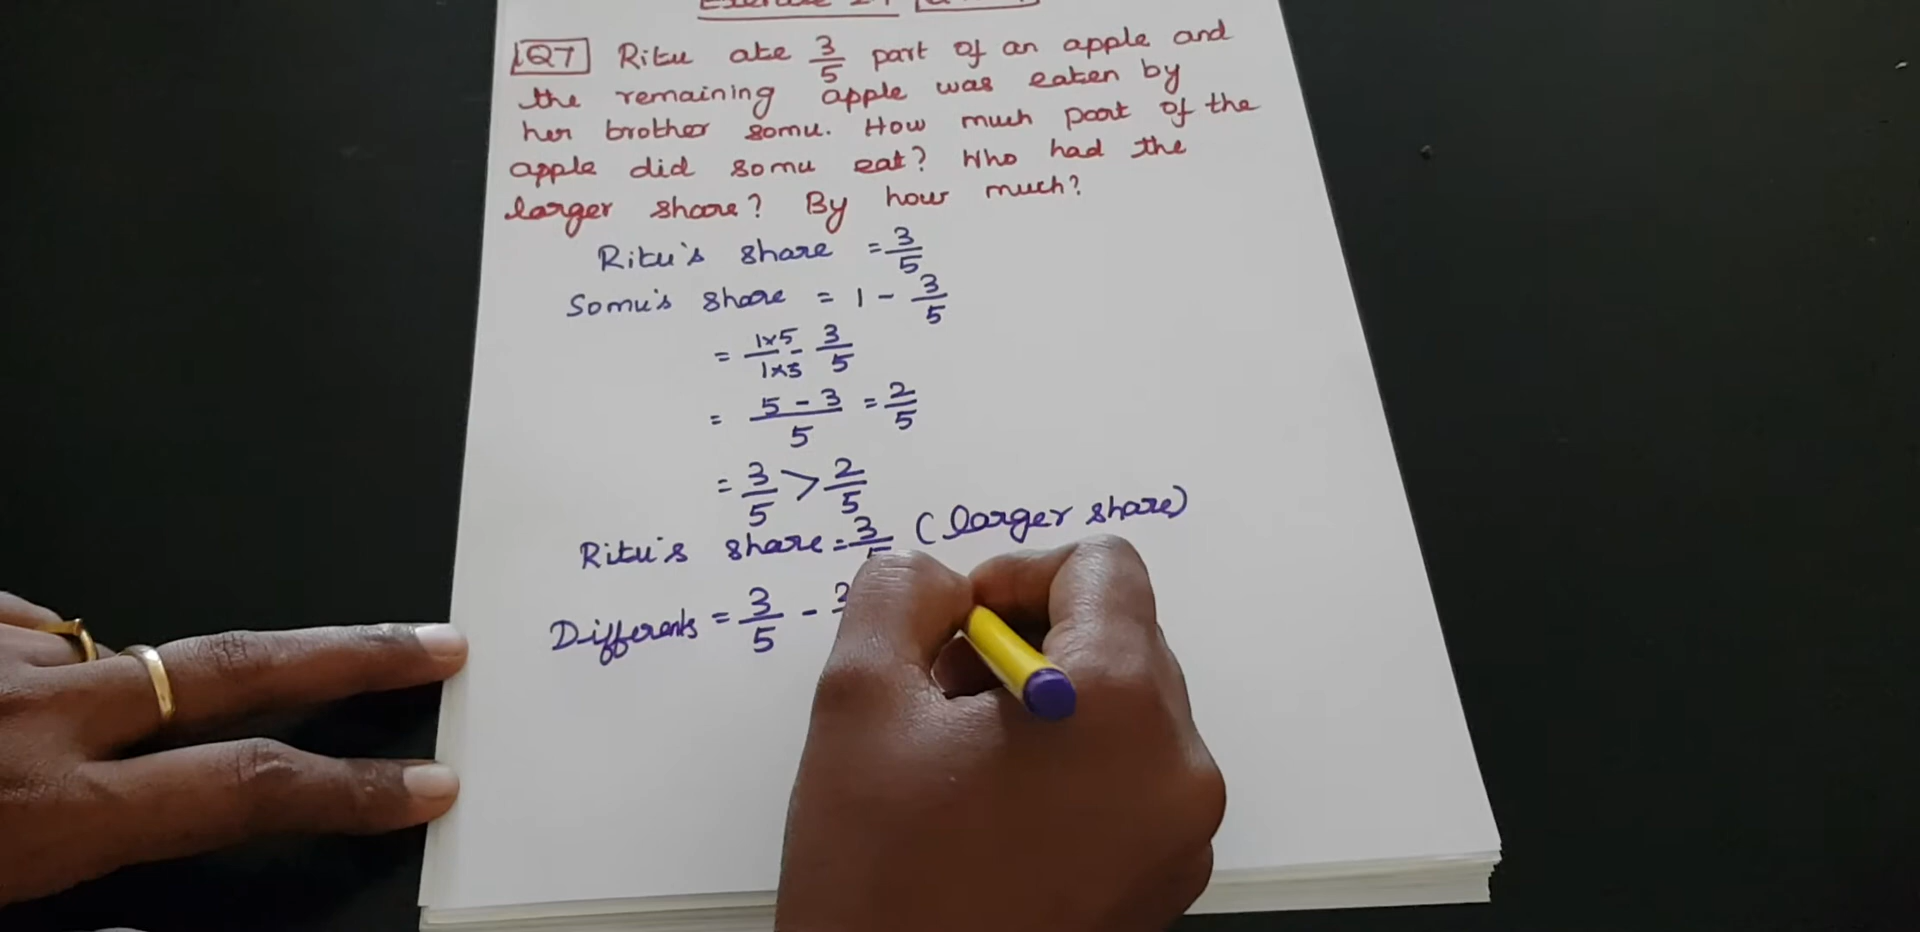 Q7 Ritu ate 3/5 part of an apple and
the remaining apple was eaten by
her brother somu. How much part of the
apple did somu eat? Who had the
larger share? By how much?
Ritu's share = 3/5
Somu's share = 1 - 3/5
= 1x5/1x5 - 3/5
= 5 - 3/5 = 2/5
= 3/5 > 2/5
Ritu's share = 3/5 (larger share)
Differents = 3/5 -